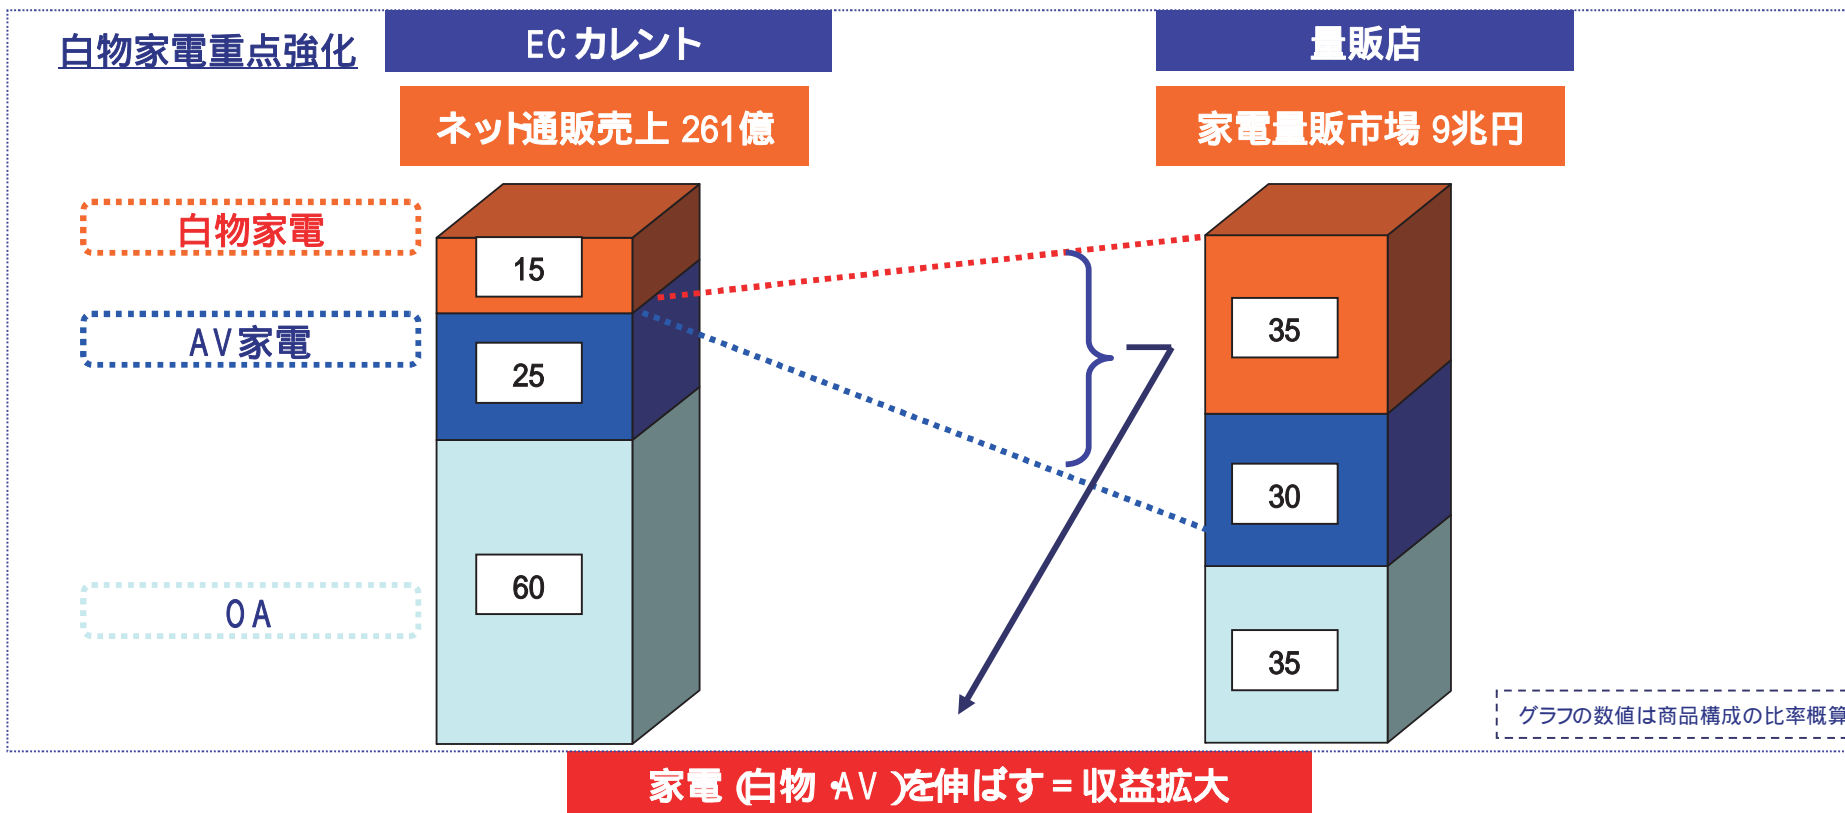 白物家電重点強化
ECカレント
量販店
ネット通販売上 261億
家電量販市場 9兆円
白物家電
AV家電
OA
15
25
60
35
30
35
グラフの数値は商品構成の比率概算
家電(白物・AV)を伸ばす=収益拡大